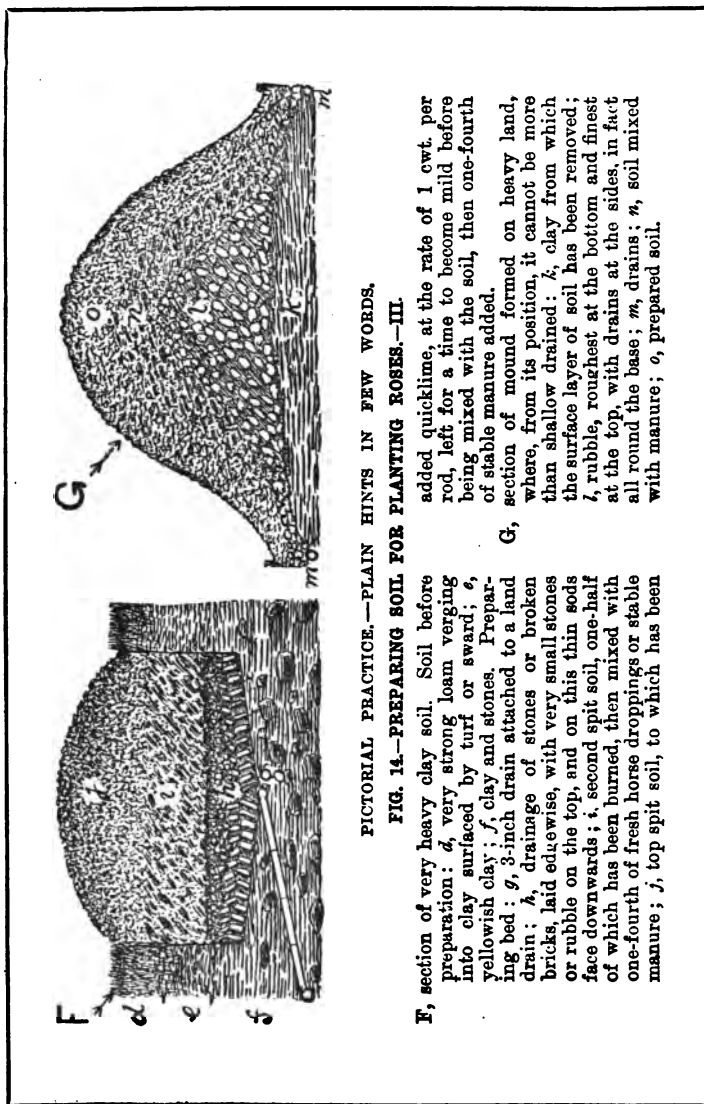 F
d
e
f
j
i
h
g
G
o
n
l
k
m
m
PICTORIAL PRACTICE.—PLAIN HINTS IN FEW WORDS.
FIG. 14.—PREPARING SOIL FOR PLANTING ROSES.—III.
F, section of very heavy clay soil. Soil before
preparation: d, very strong loam verging
into clay surfaced by turf or sward; e,
yellowish clay; f, clay and stones. Prepar-
ing bed: g, 3-inch drain attached to a land
drain; h, drainage of stones or broken
bricks, laid edgewise, with very small stones
or rubble on the top, and on this thin sods
face downwards; i, second spit soil, one-half
of which has been burned, then mixed with
one-fourth of fresh horse droppings or stable
manure; j, top spit soil, to which has been
added quicklime, at the rate of 1 cwt. per
rod, left for a time to become mild before
being mixed with the soil, then one-fourth
of stable manure added.
G, section of mound formed on heavy land,
where, from its position, it cannot be more
than shallow drained: k, clay from which
the surface layer of soil has been removed;
l, rubble, roughest at the bottom and finest
at the top, with drains at the sides, in fact
all round the base; m, drains; n, soil mixed
with manure; o, prepared soil.